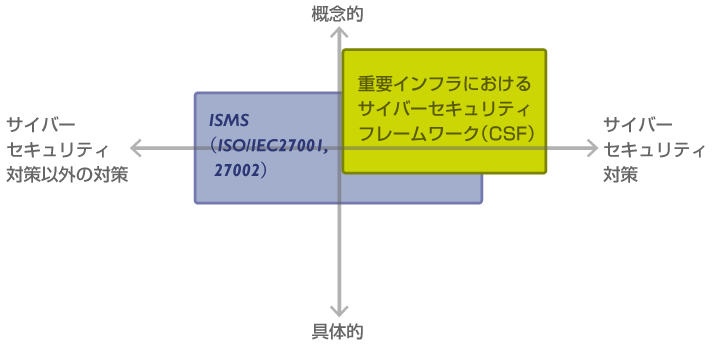 概念的
重要インフラにおける
サイバーセキュリティ
フレームワーク（CSF）
ISMS
（ISO/IEC27001,
27002）
サイバー
セキュリティ
対策以外の対策
サイバー
セキュリティ
対策
具体的